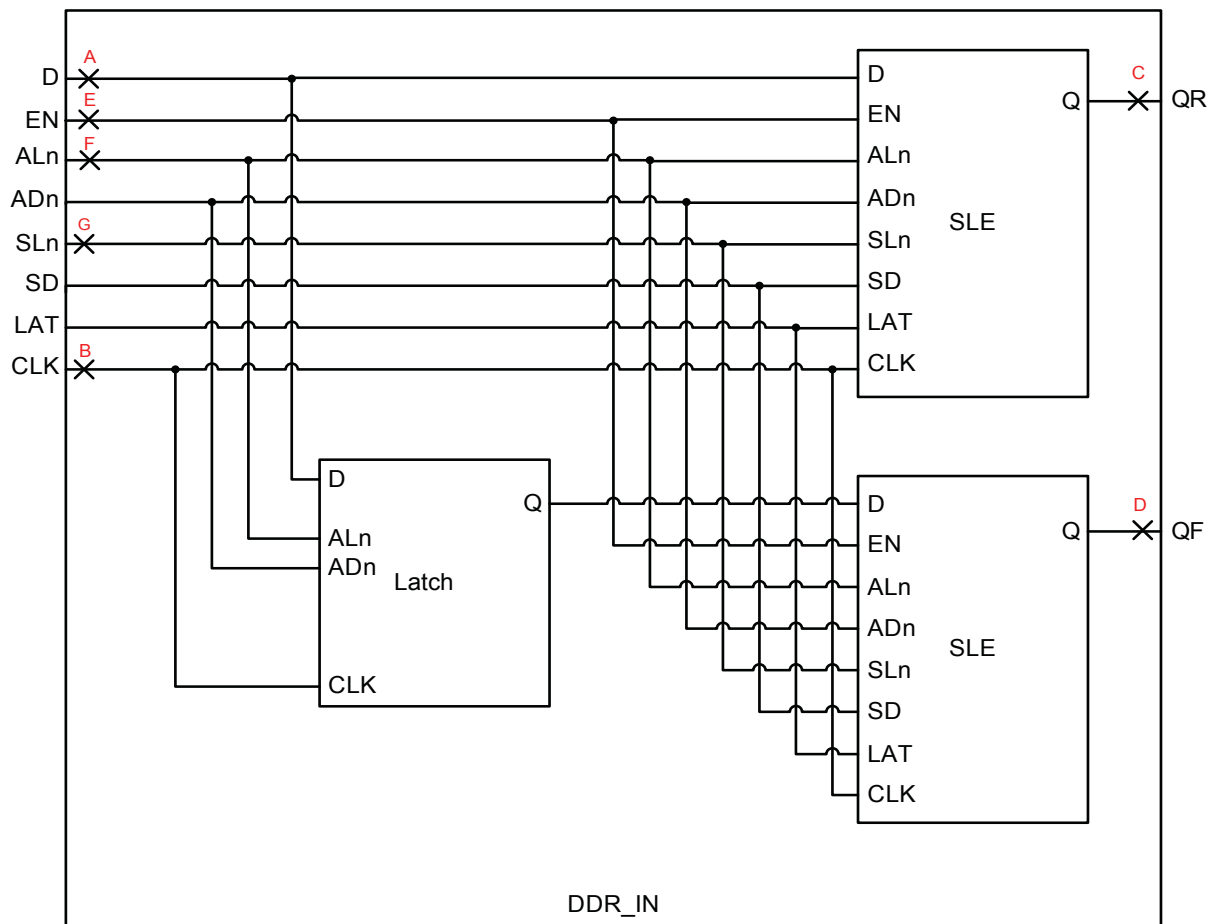 A
D
D
C
E
Q
QR
EN
EN
F
ALn
ALn
ADn
ADn
G
SLn
SLn
SLE
SD
SD
LAT
LAT
B
CLK
CLK
D
Q
D
D
Q
QF
ALn
EN
ADn
Latch
ALn
ADn
SLE
SLn
CLK
SD
LAT
CLK
DDR_IN